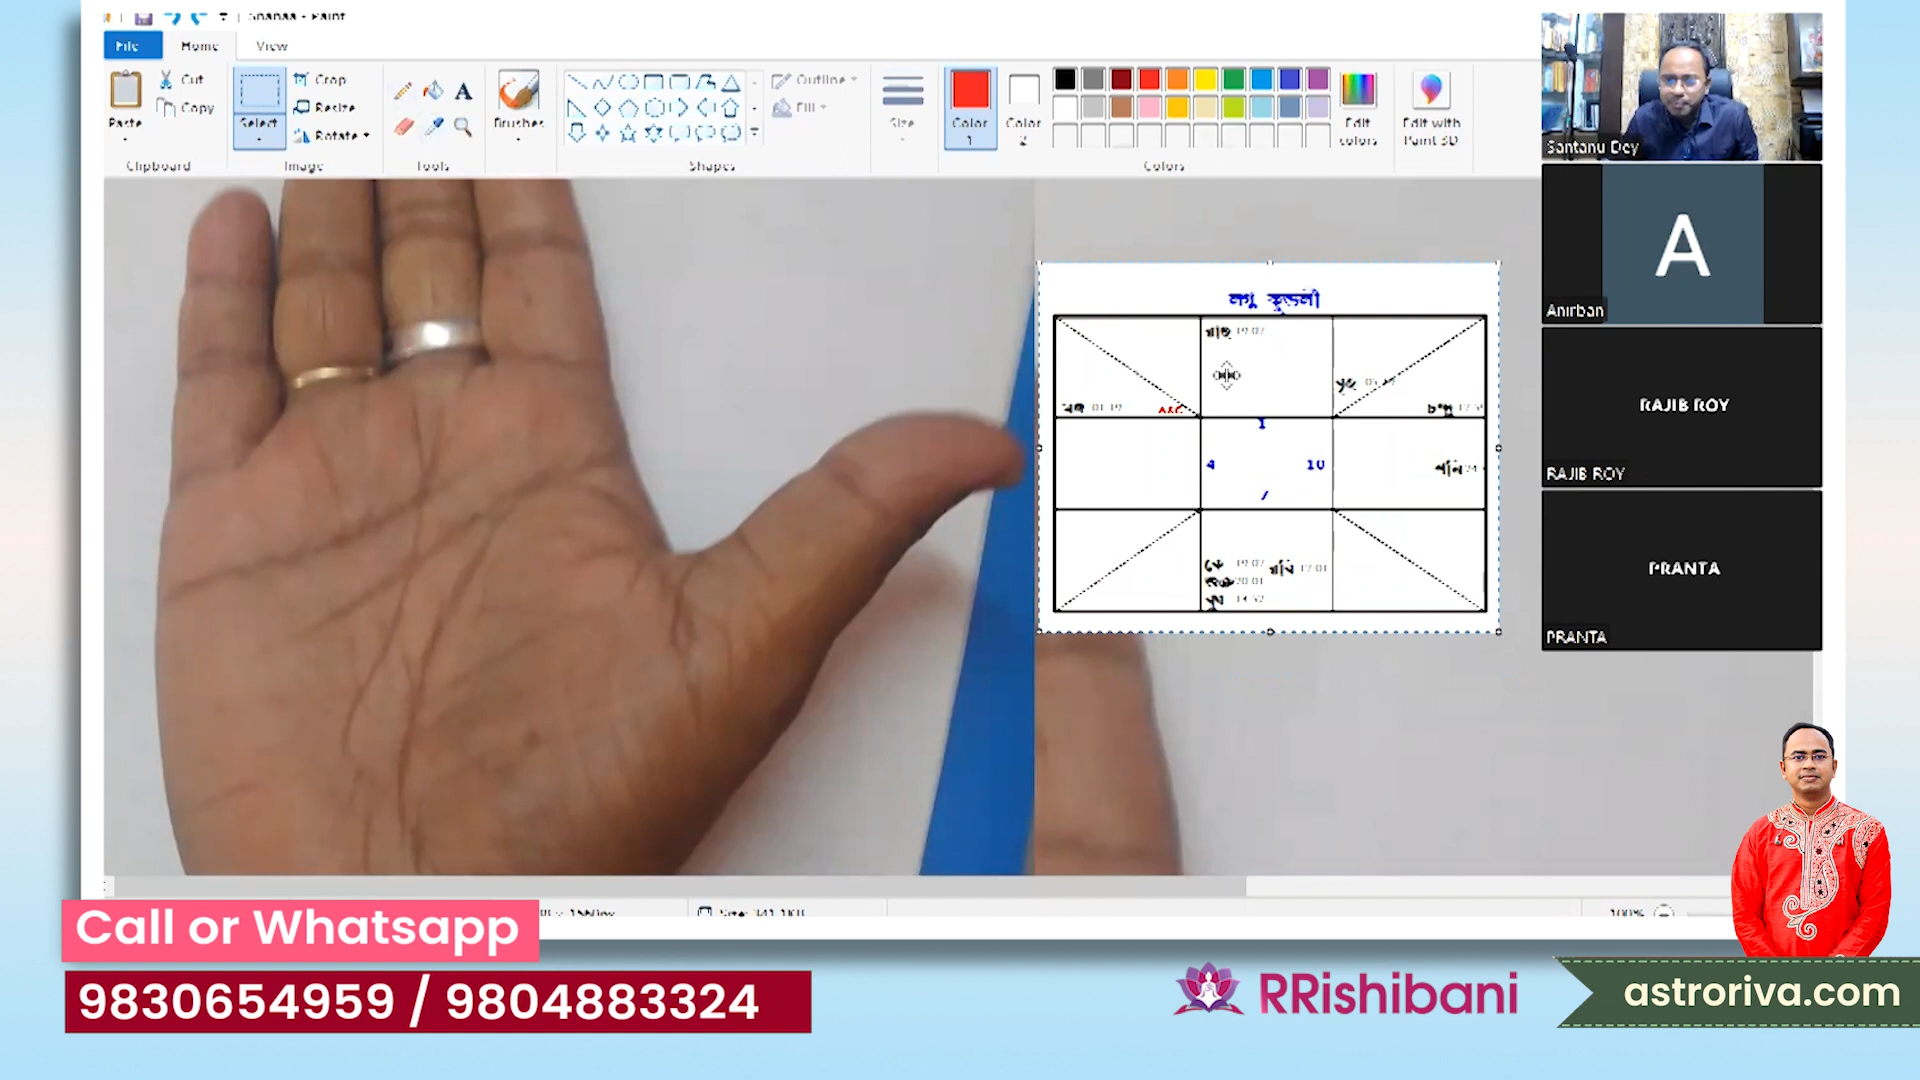 File
Home
View
Paste
Cut
Copy
Clipboard
Select
Crop
Resize
Rotate
Image
Tools
Brushes
Shapes
Outline
Fill
Size
Color
1
Color
2
Colors
Edit
colors
Edit with
Paint 3D
Santanu Dey
A
Anirban
RAJIB ROY
RAJIB ROY
PRANTA
PRANTA
ASC
1
4
10
7
100%
Call or Whatsapp
9830654959 / 9804883324
RRishibani
astroriva.com